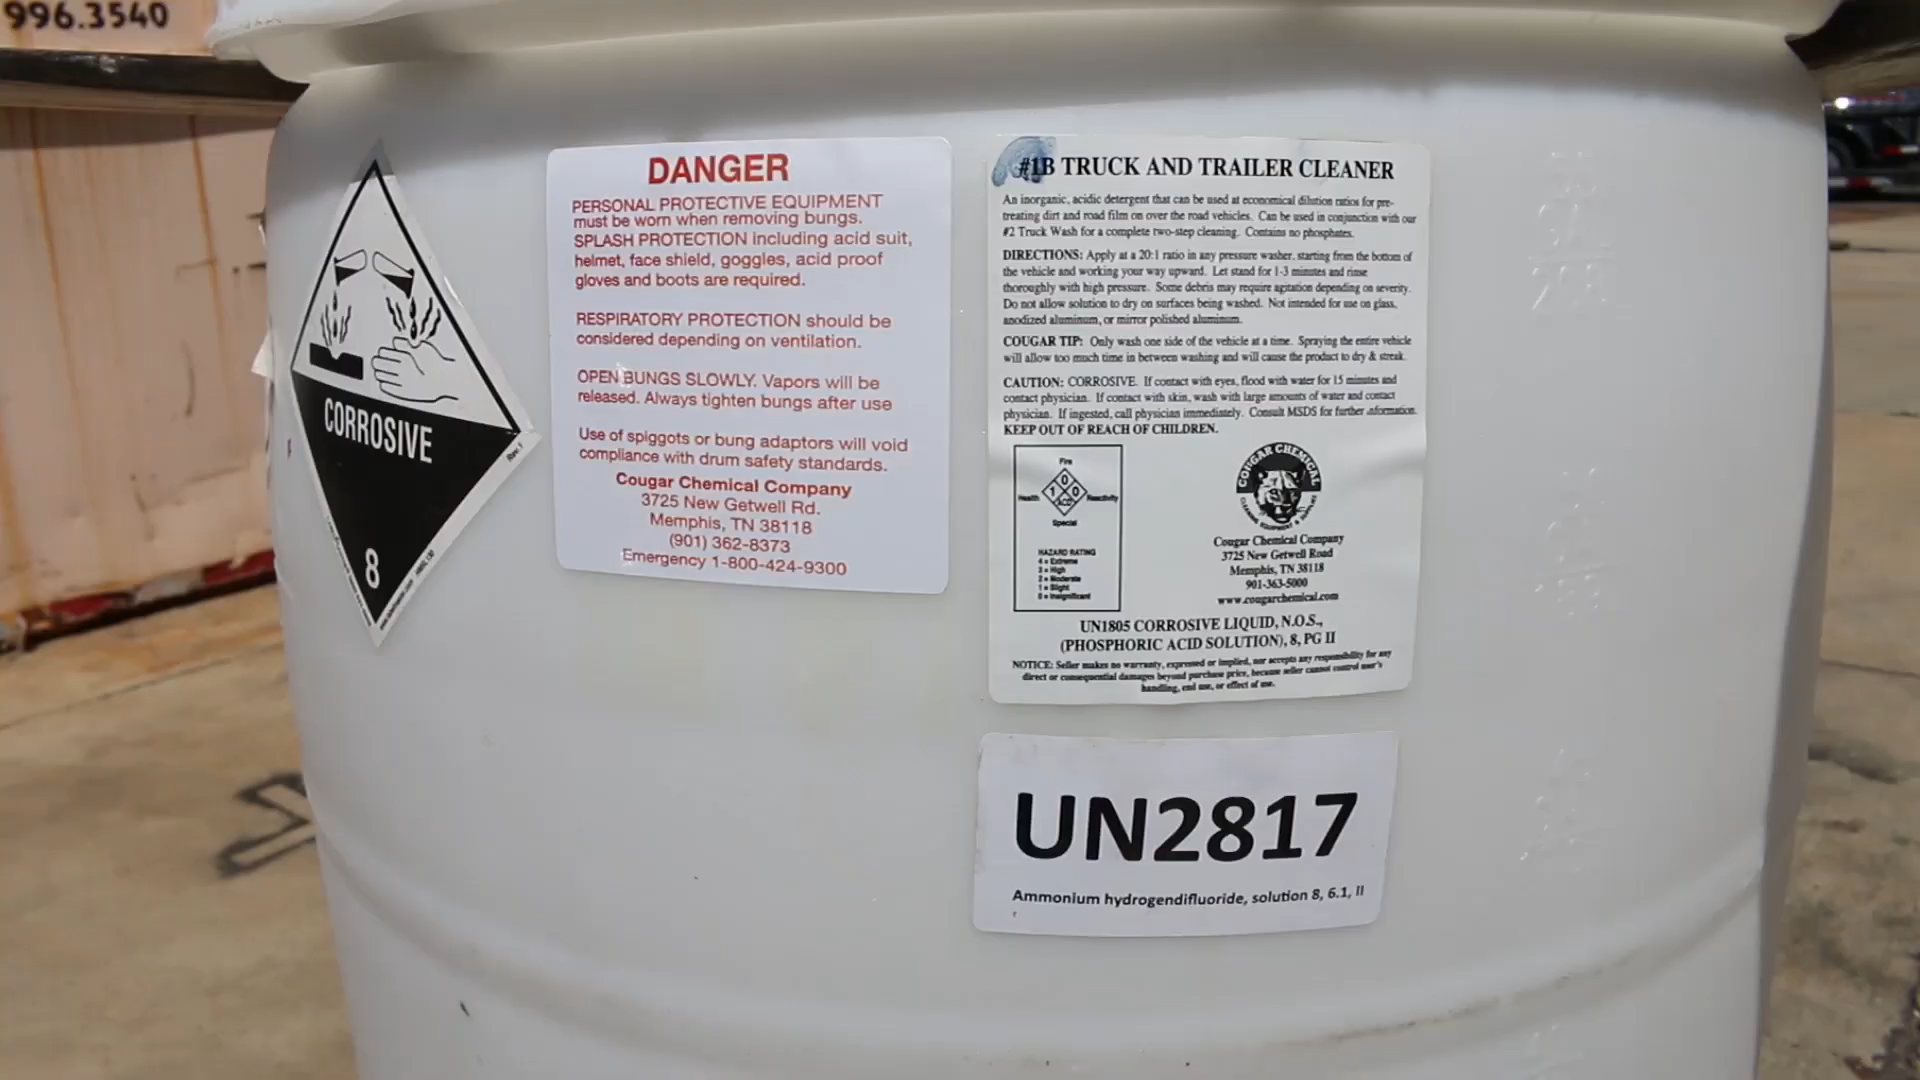 996.3540
CORROSIVE
8
Rev. 1
DANGER
PERSONAL PROTECTIVE EQUIPMENT
must be worn when removing bungs.
SPLASH PROTECTION including acid suit,
helmet, face shield, goggles, acid proof
gloves and boots are required.
RESPIRATORY PROTECTION should be
considered depending on ventilation.
OPEN BUNGS SLOWLY. Vapors will be
released. Always tighten bungs after use
Use of spiggots or bung adaptors will void
compliance with drum safety standards.
Cougar Chemical Company
3725 New Getwell Rd.
Memphis, TN 38118
(901) 362-8373
Emergency 1-800-424-9300
#1B TRUCK AND TRAILER CLEANER
An inorganic, acidic detergent that can be used at economical dilution ratios for pre-
treating dirt and road film on over the road vehicles. Can be used in conjunction with our
#2 Truck Wash for a complete two-step cleaning. Contains no phosphates.
DIRECTIONS: Apply at a 20:1 ratio in any pressure washer, starting from the bottom of
the vehicle and working your way upward. Let stand for 1-3 minutes and rinse
thoroughly with high pressure. Some debris may require agitation depending on severity.
Do not allow solution to dry on surfaces being washed. Not intended for use on glass,
anodized aluminum, or mirror polished aluminum.
COUGAR TIP: Only wash one side of the vehicle at a time. Spraying the entire vehicle
will allow too much time in between washing and will cause the product to dry & streak.
CAUTION: CORROSIVE. If contact with eyes, flood with water for 15 minutes and
contact physician. If contact with skin, wash with large amounts of water and contact
physician. If ingested, call physician immediately. Consult MSDS for further information.
KEEP OUT OF REACH OF CHILDREN.
Fire
0
Health 1 0 Reactivity
ACID
Special
HAZARD RATING
4 = Extreme
3 = High
2 = Moderate
1 = Slight
0 = Insignificant
COUGAR CHEMICAL
CLEANING EQUIPMENT & SUPPLIES
Cougar Chemical Company
3725 New Getwell Road
Memphis, TN 38118
901-363-5000
www.cougarchemical.com
UN1805 CORROSIVE LIQUID, N.O.S.,
(PHOSPHORIC ACID SOLUTION), 8, PG II
NOTICE: Seller makes no warranty, expressed or implied, nor accepts any responsibility for any
direct or consequential damages beyond purchase price, because seller cannot control user's
handling, end use, or effect of use.
UN2817
Ammonium hydrogendifluoride, solution 8, 6.1, II